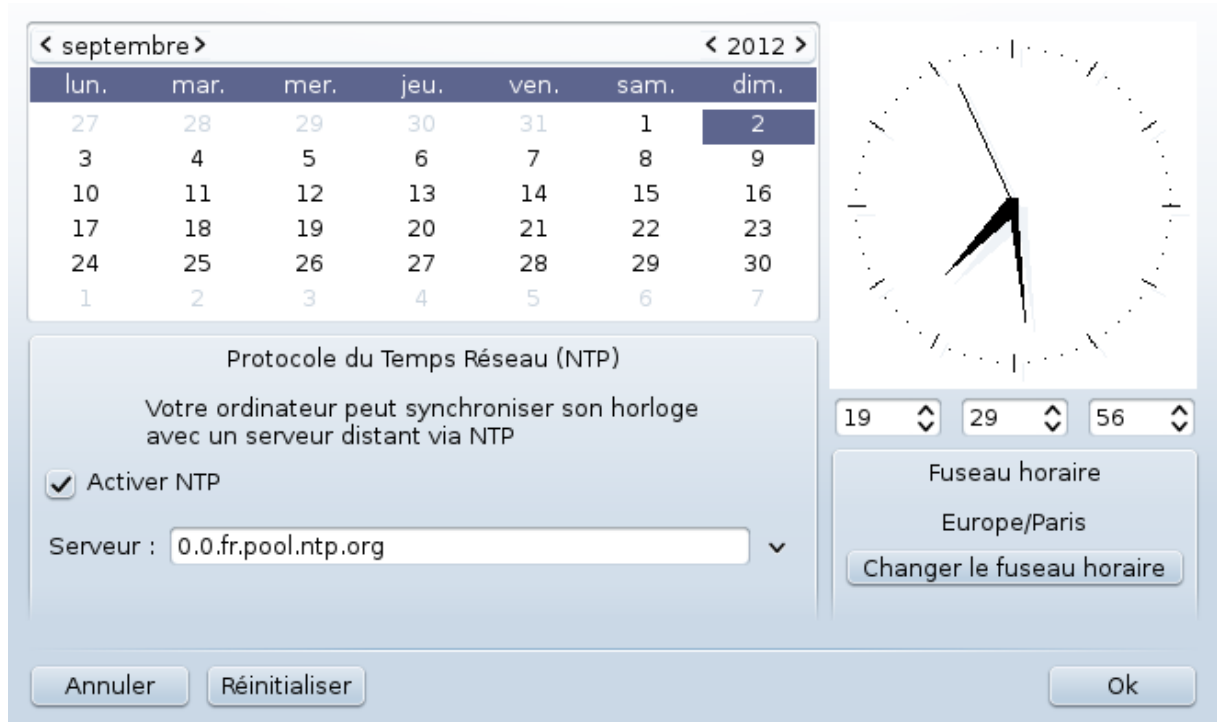 < septembre > < 2012 >
lun. mar. mer. jeu. ven. sam. dim.
27 28 29 30 31 1 2
3 4 5 6 7 8 9
10 11 12 13 14 15 16
17 18 19 20 21 22 23
24 25 26 27 28 29 30
1 2 3 4 5 6 7
Protocole du Temps Réseau (NTP)
Votre ordinateur peut synchroniser son horloge
avec un serveur distant via NTP
Activer NTP
Serveur : 0.0.fr.pool.ntp.org
19 29 56
Fuseau horaire
Europe/Paris
Changer le fuseau horaire
Annuler Réinitialiser Ok